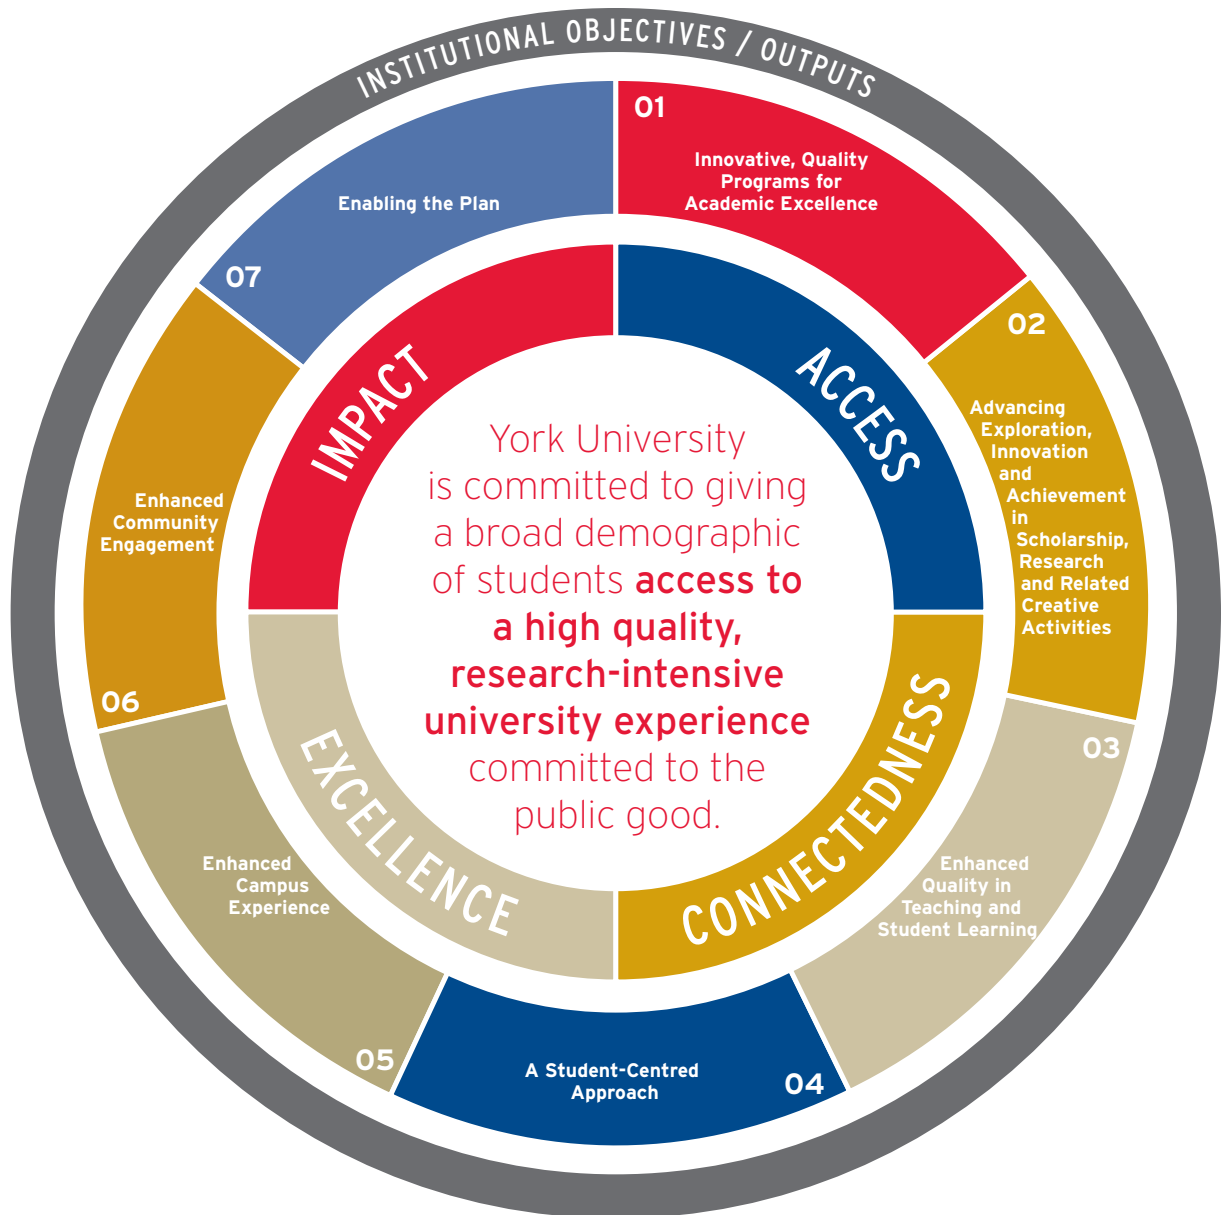 INSTITUTIONAL OBJECTIVES / OUTPUTS
01
Innovative, Quality
Programs for
Academic Excellence
02
Advancing
Exploration,
Innovation
and
Achievement
in
Scholarship,
Research
and Related
Creative
Activities
03
Enhanced
Quality in
Teaching and
Student Learning
04
A Student-Centred
Approach
05
Enhanced
Campus
Experience
06
Enhanced
Community
Engagement
07
Enabling the Plan
IMPACT
ACCESS
CONNECTEDNESS
EXCELLENCE
York University
is committed to giving
a broad demographic
of students access to
a high quality,
research-intensive
university experience
committed to the
public good.